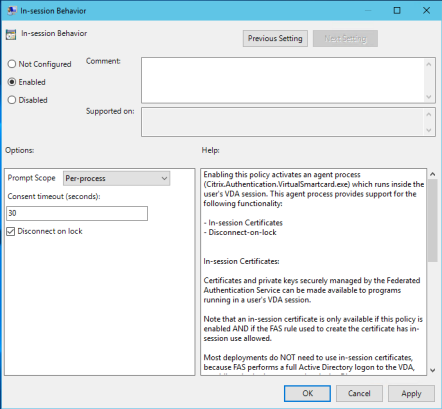 In-session Behavior
In-session Behavior
Previous Setting
Next Setting
Not Configured
Comment:
Enabled
Disabled
Supported on:
Options:
Help:
Prompt Scope
Per-process
Consent timeout (seconds):
30
Disconnect on lock
Enabling this policy activates an agent process
(Citrix.Authentication.VirtualSmartcard.exe) which runs inside the
user's VDA session. This agent process provides support for the
following functionality:
- In-session Certificates
- Disconnect-on-lock
In-session Certificates:
Certificates and private keys securely managed by the Federated
Authentication Service can be made available to programs
running in a user's VDA session.
Note that an in-session certificate is only available if this policy is
enabled AND if the FAS rule used to create the certificate has in-
session use allowed.
Most deployments do NOT need to use in-session certificates,
because FAS performs a full Active Directory logon to the VDA,
OK
Cancel
Apply